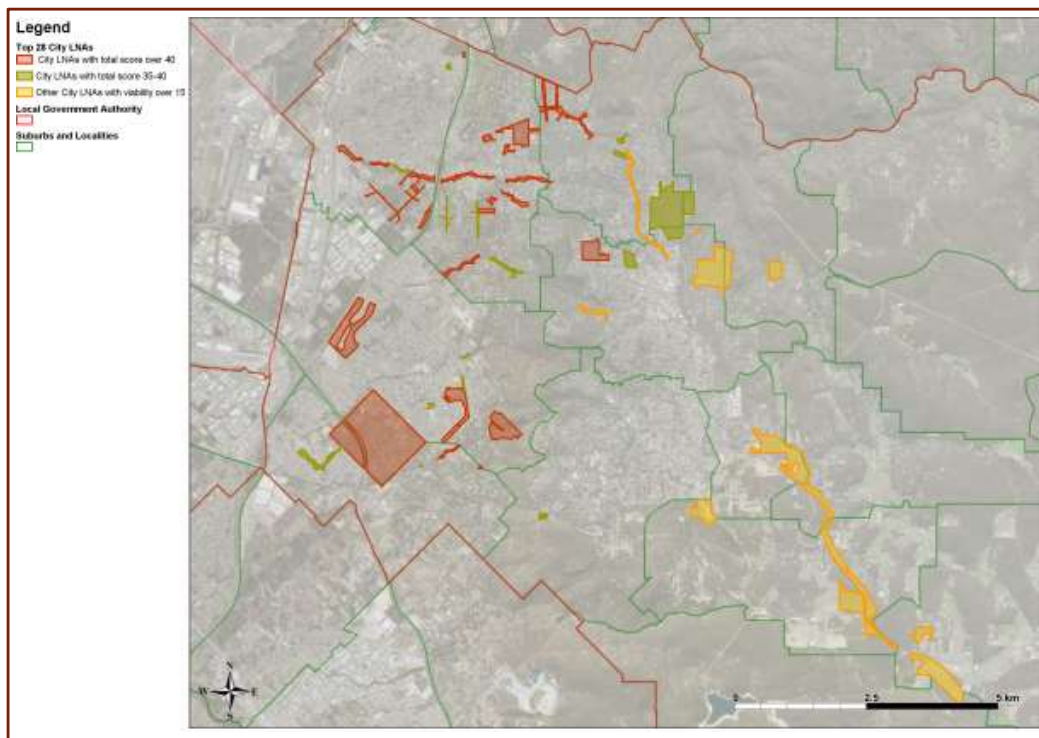 Legend
Top 28 City LNAs
City LNAs with total score over 40
City LNAs with total score 35-40
Other City LNAs with viability over 15
Local Government Authority
Suburbs and Localities
N
W E
S
0 2.5 5 km